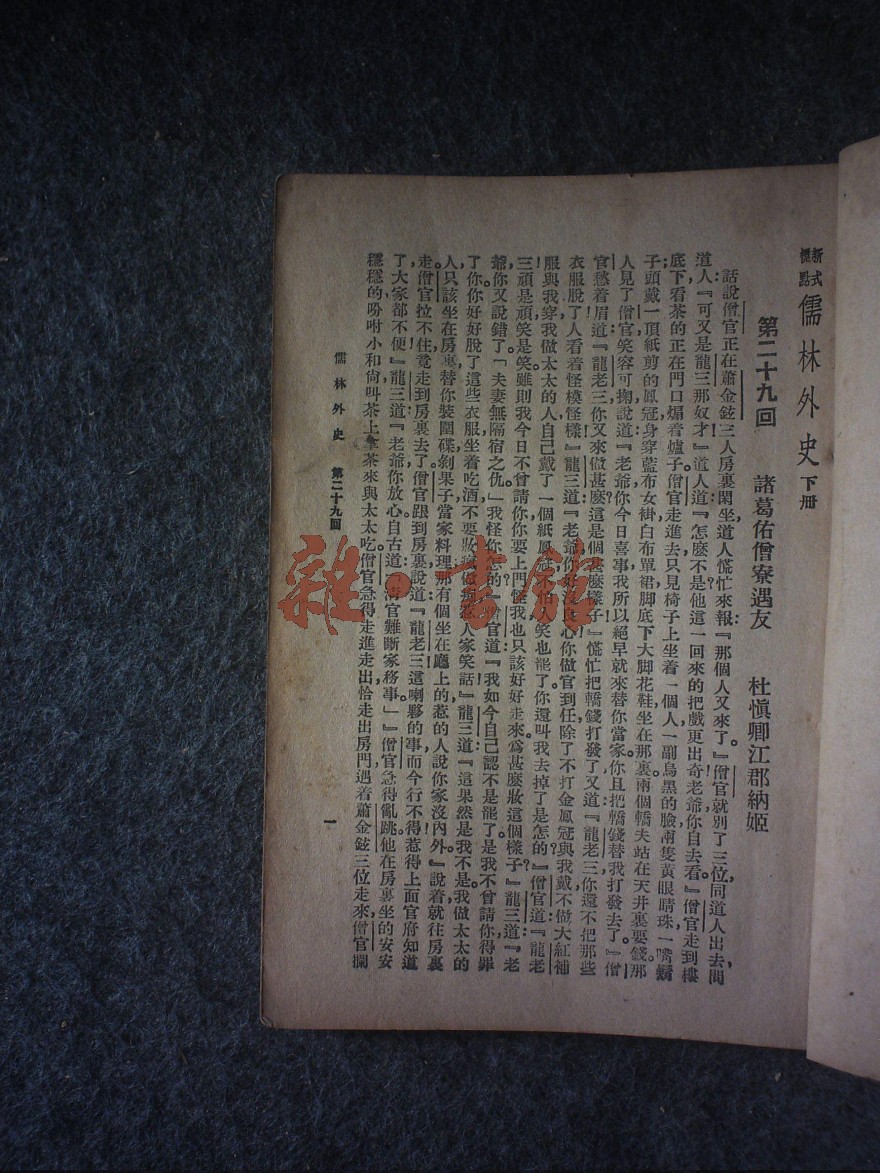 新式標點 儒林外史 下冊
第二十九回 諸葛佑僧寮遇友 杜慎卿江郡納姬
話說僧官正在蕭金鉉三人房裏閑坐,道人慌忙來報:『那個人又來了。』僧官就別了三位,同道人出去,問
道人:『可又是龍三那奴才?』道人道:『怎麼不是他?這一回來的把戲更出奇!老爺你自去看。』僧官走到樓
底下,看茶的正在門口煽着爐子。僧官走進去,只見椅子上坐着一個人,一副烏黑的臉,兩隻黃眼睛珠,一嘴鬍
子,頭戴一頂紙剪的鳳冠,身穿藍布女褂,白布單裙,脚底下大脚花鞋,坐在那裏。兩個轎夫站在天井裏要錢。那
人見了僧官,笑容可掬,說道:『老爺你今日喜事,我所以絕早就來替你當家。你且把轎錢替我打發去了。』僧
官愁着眉道:『龍老三,你又來做甚麼?這是個甚麼樣子!』慌忙把轎錢打發了,又道:『龍老三,你還不把那些
衣服脫了!人看着怪模怪樣!』龍三道:『老爺,你好沒良心!你做官到任,除了不打金鳳冠與我戴,不做大紅補
服與我穿,我做太太的人,自己戴了一個紙鳳冠,不怕人笑也罷了,你還叫我去掉了是怎的?』僧官道:『龍老
三,頑是頑,笑是笑。雖則我今日不曾請你,你要上門怪我,也只該好好走來,爲甚麼妝這個樣子?』龍三道:『老
爺,你又說錯了。「夫妻無隔宿之仇」,我怪你怎的?』僧官道:『我如今自己認不是罷了。是我不曾請你,得罪
了你。你好好脫了這些衣服,坐着吃酒,不要妝瘋做癡,惹人家笑話!』龍三道:『這果然是我不是。我做太太的
人只該坐在房裏,替你裝圍碟,剝果子,當家料理,那有個坐在廳上的?惹的人說你家沒內外。』說着,就往房裏
走。僧官拉不住,竟走到房裏去了。僧官跟到房裏說道:『龍老三!這喇夥的事,而今行不得。惹得上面官府知道
了,大家都不便!』龍三道:『老爺,你放心。自古道:「清官難斷家務事」。』僧官急得亂跳。他在房裏坐的安安
穩穩的,吩咐小和尙:叫茶上拿茶來與太太吃。僧官急得走進走出。恰走出房門,遇着蕭金鉉三位走來,僧官攔
儒林外史 第二十九回
一
雜·書館